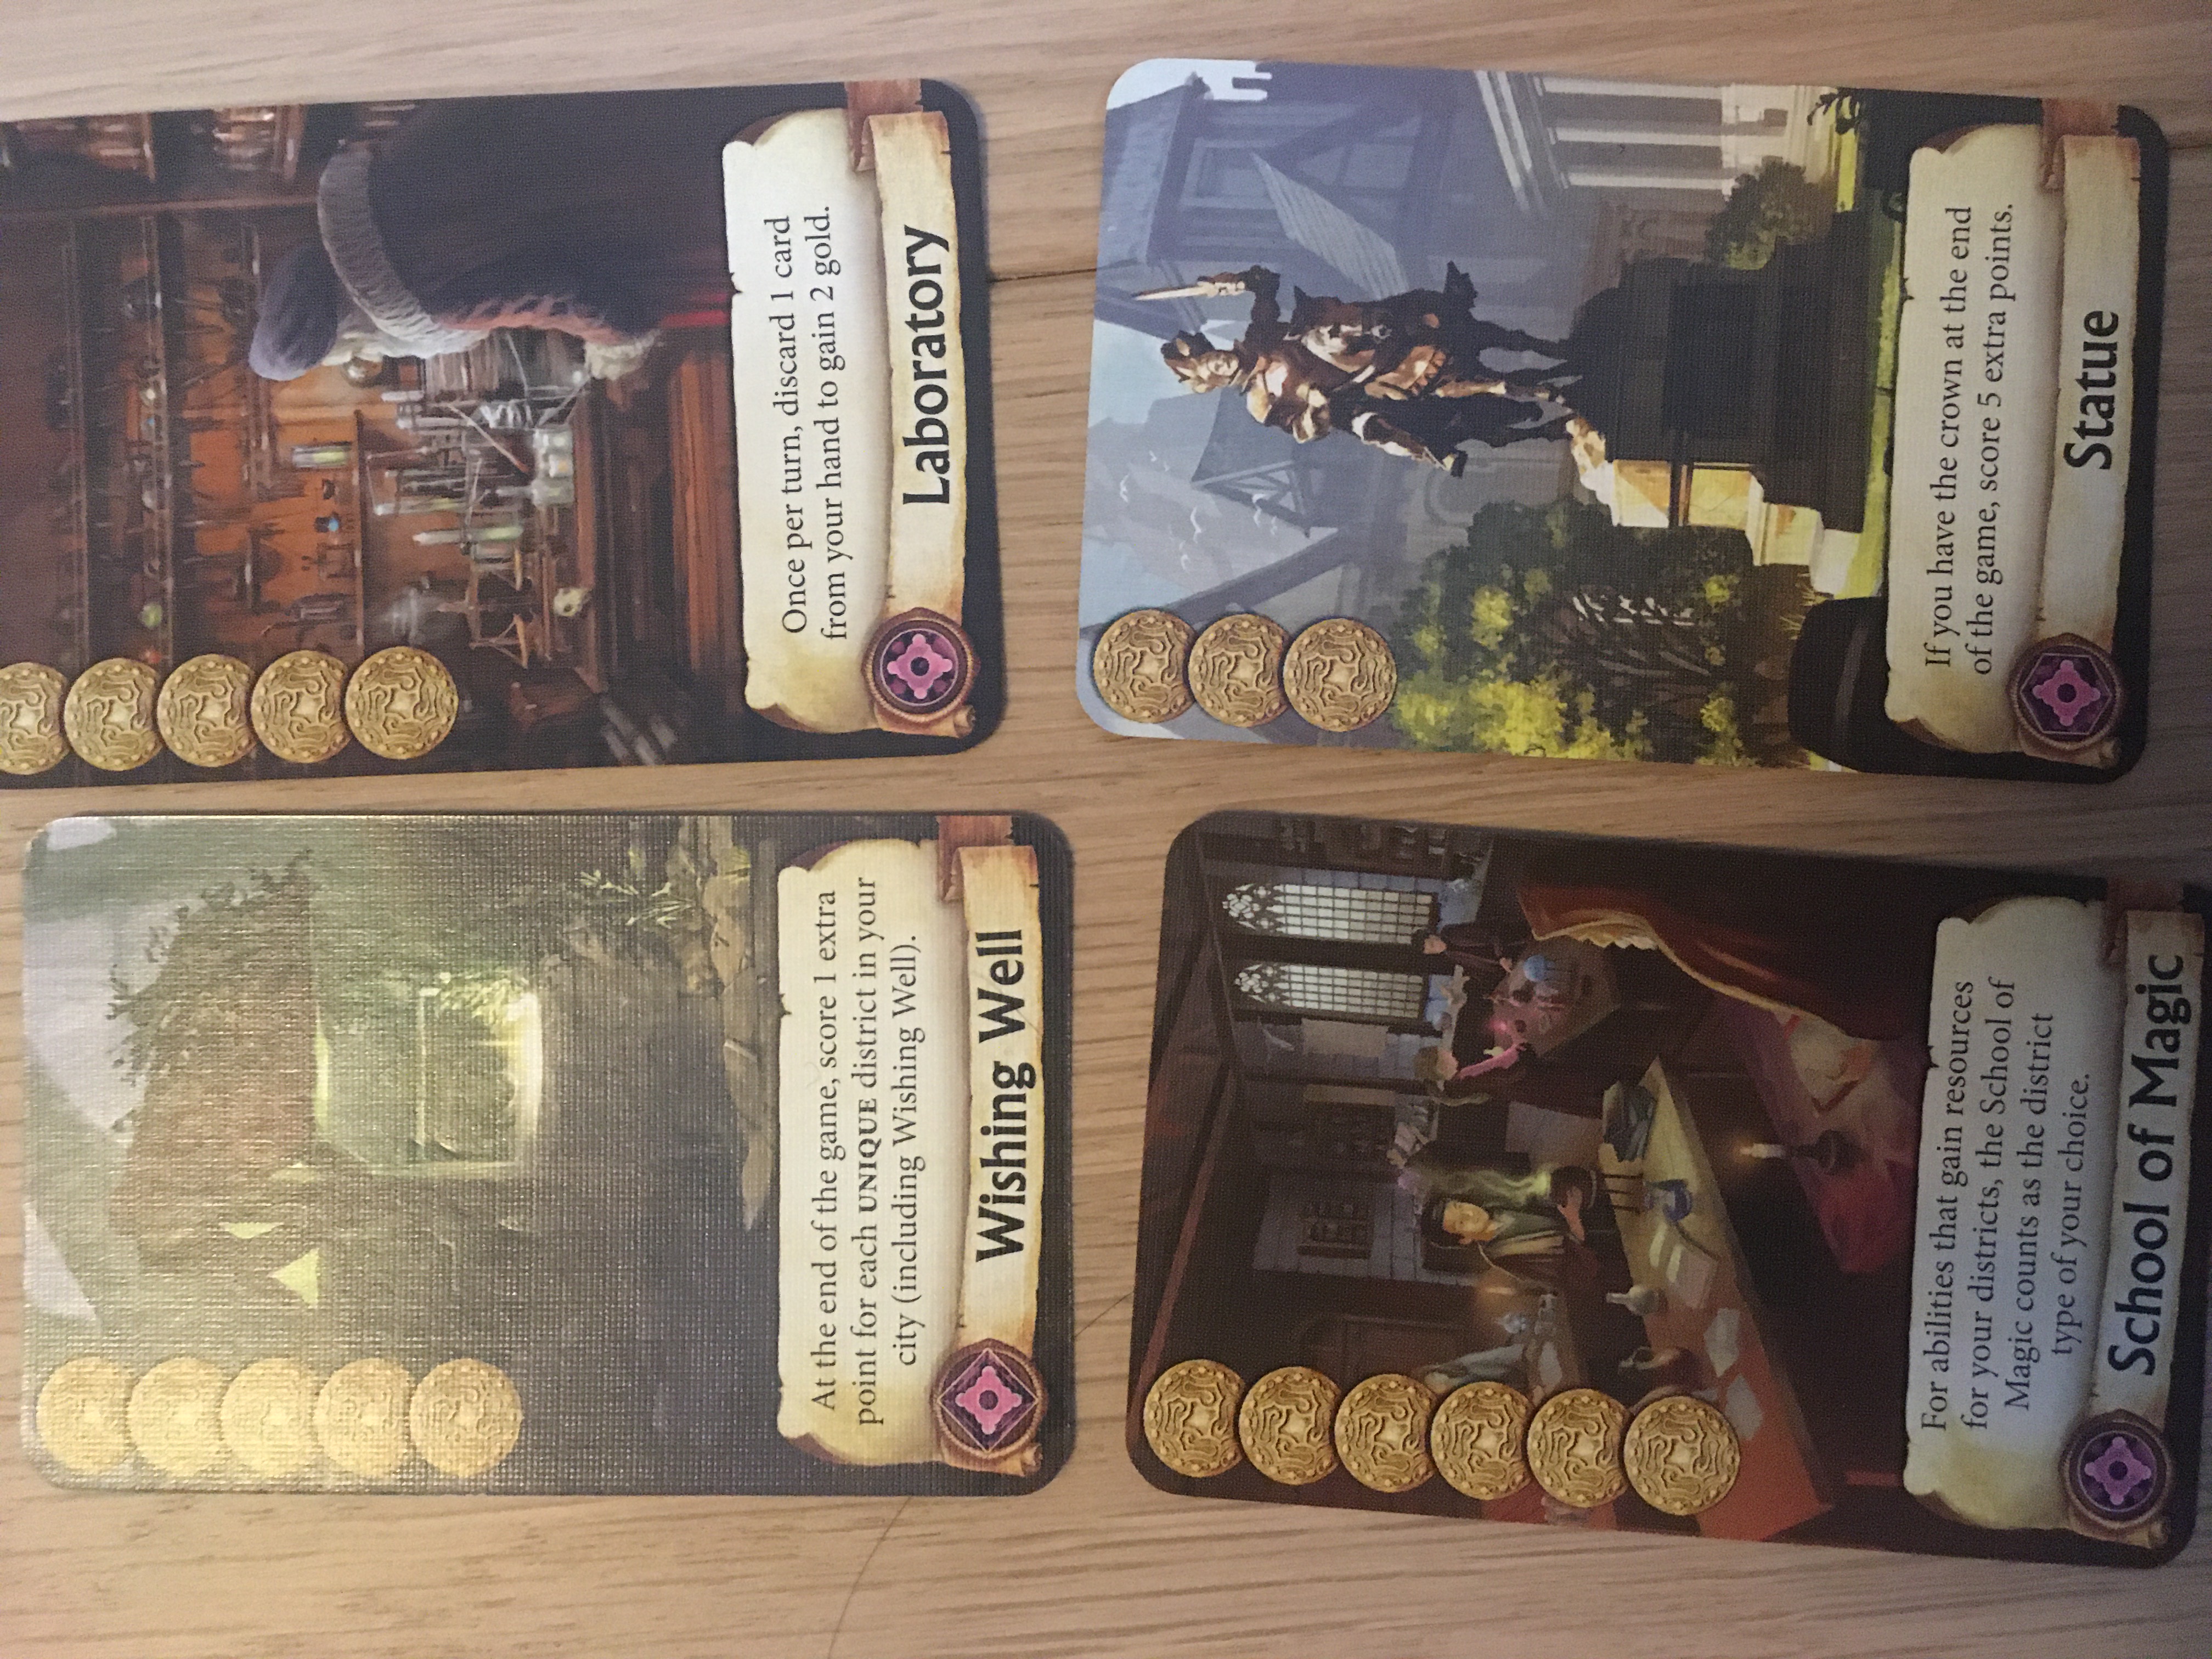 At the end of the game, score 1 extra
point for each UNIQUE district in your
city (including Wishing Well).
Wishing Well
Once per turn, discard 1 card
from your hand to gain 2 gold.
Laboratory
For abilities that gain resources
for your districts, the School of
Magic counts as the district
type of your choice.
School of Magic
If you have the crown at the end
of the game, score 5 extra points.
Statue